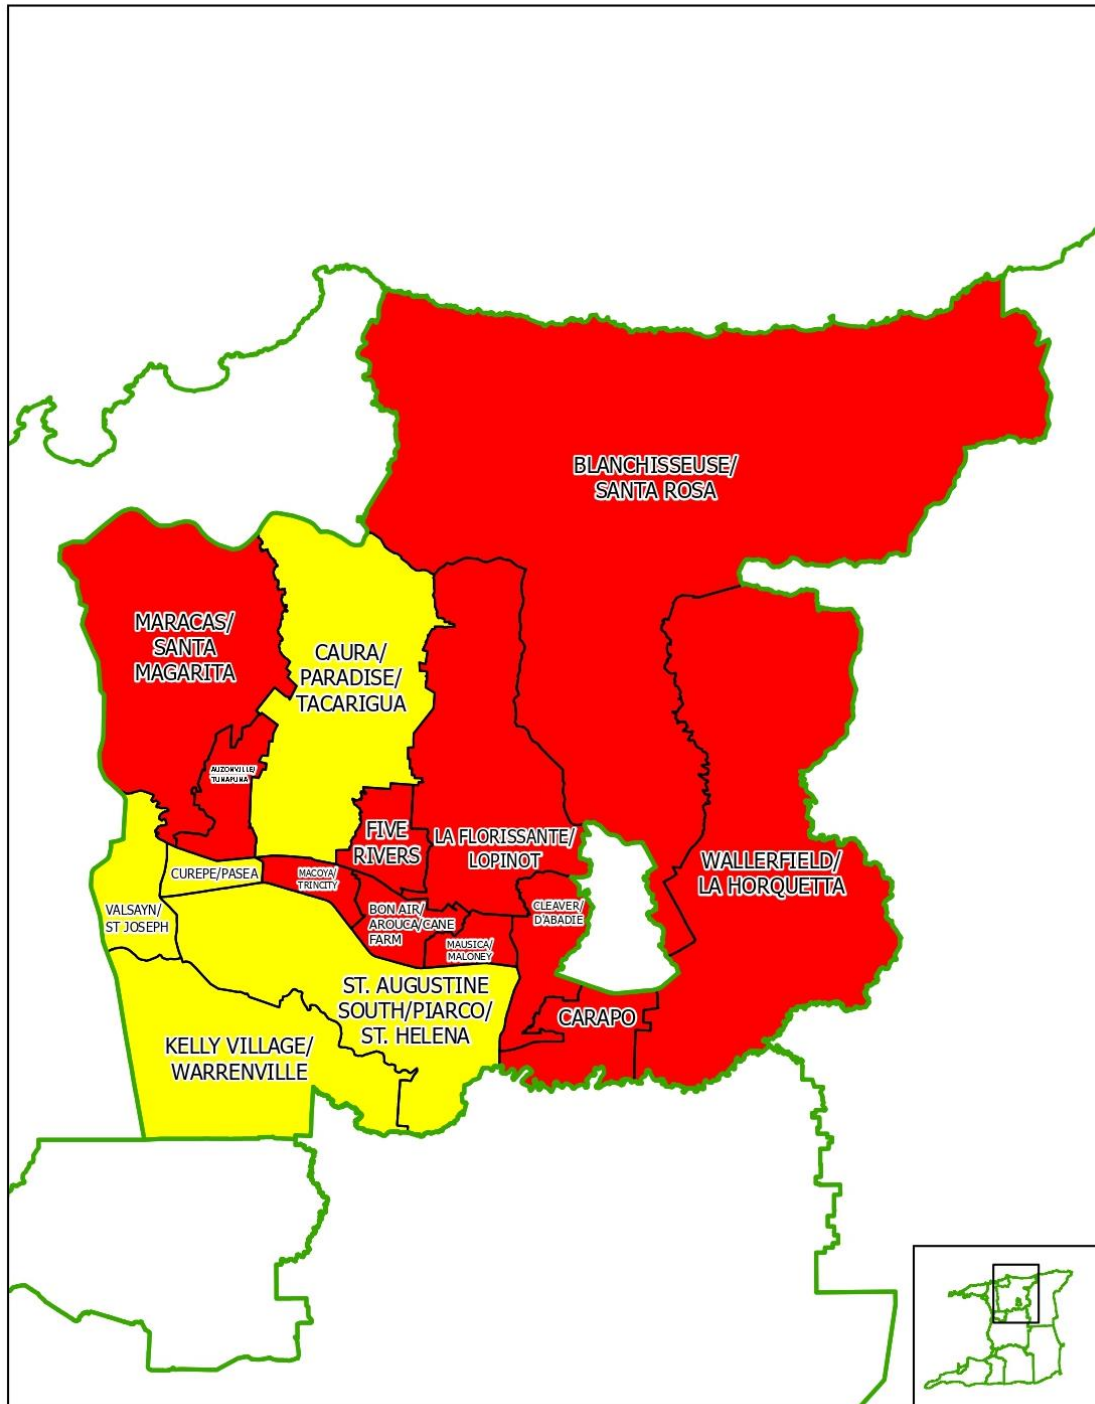 BLANCHISSEUSE/
SANTA ROSA
MARACAS/
SANTA
MAGARITA
CAURA/
PARADISE/
TACARIGUA
AUZONVILLE/
TUNAPUNA
FIVE
RIVERS
LA FLORISSANTE/
LOPINOT
WALLERFIELD/
LA HORQUETTA
CUREPE/PASEA
MACOYA/
TRINCITY
VALSAYN/
ST JOSEPH
BON AIR/
AROUCA/CANE
FARM
CLEAVER/
D'ABADIE
MAUSICA/
MALONEY
ST. AUGUSTINE
SOUTH/PIARCO/
ST. HELENA
CARAPO
KELLY VILLAGE/
WARRENVILLE